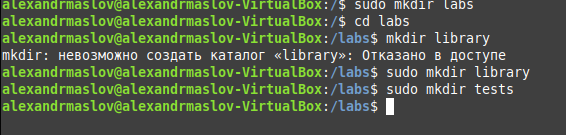 alexandrmaslov@alexandrmaslov-VirtualBox:/$ sudo mkdir labs
alexandrmaslov@alexandrmaslov-VirtualBox:/$ cd labs
alexandrmaslov@alexandrmaslov-VirtualBox:/labs$ mkdir library
mkdir: невозможно создать каталог «library»: Отказано в доступе
alexandrmaslov@alexandrmaslov-VirtualBox:/labs$ sudo mkdir library
alexandrmaslov@alexandrmaslov-VirtualBox:/labs$ sudo mkdir tests
alexandrmaslov@alexandrmaslov-VirtualBox:/labs$